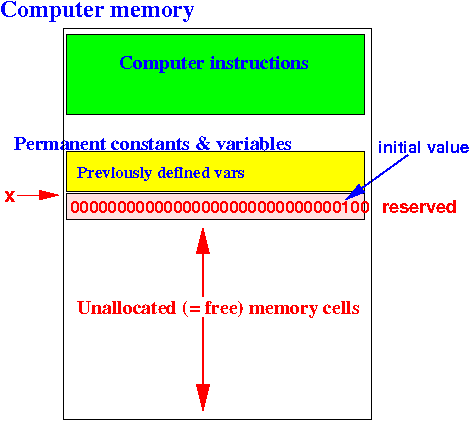 Computer memory
Computer instructions
Permanent constants & variables
initial value
Previously defined vars
x
00000000000000000000000000000100
reserved
Unallocated (= free) memory cells